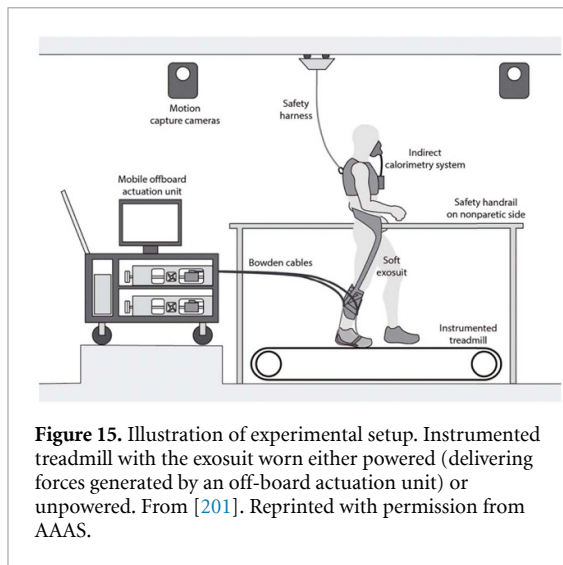 Motion
capture cameras
Safety
harness
Indirect
calorimetry system
Mobile offboard
actuation unit
Safety handrail
on nonparetic side
Bowden cables
Soft
exosuit
Instrumented
treadmill
Figure 15. Illustration of experimental setup. Instrumented
treadmill with the exosuit worn either powered (delivering
forces generated by an off-board actuation unit) or
unpowered. From [201]. Reprinted with permission from
AAAS.